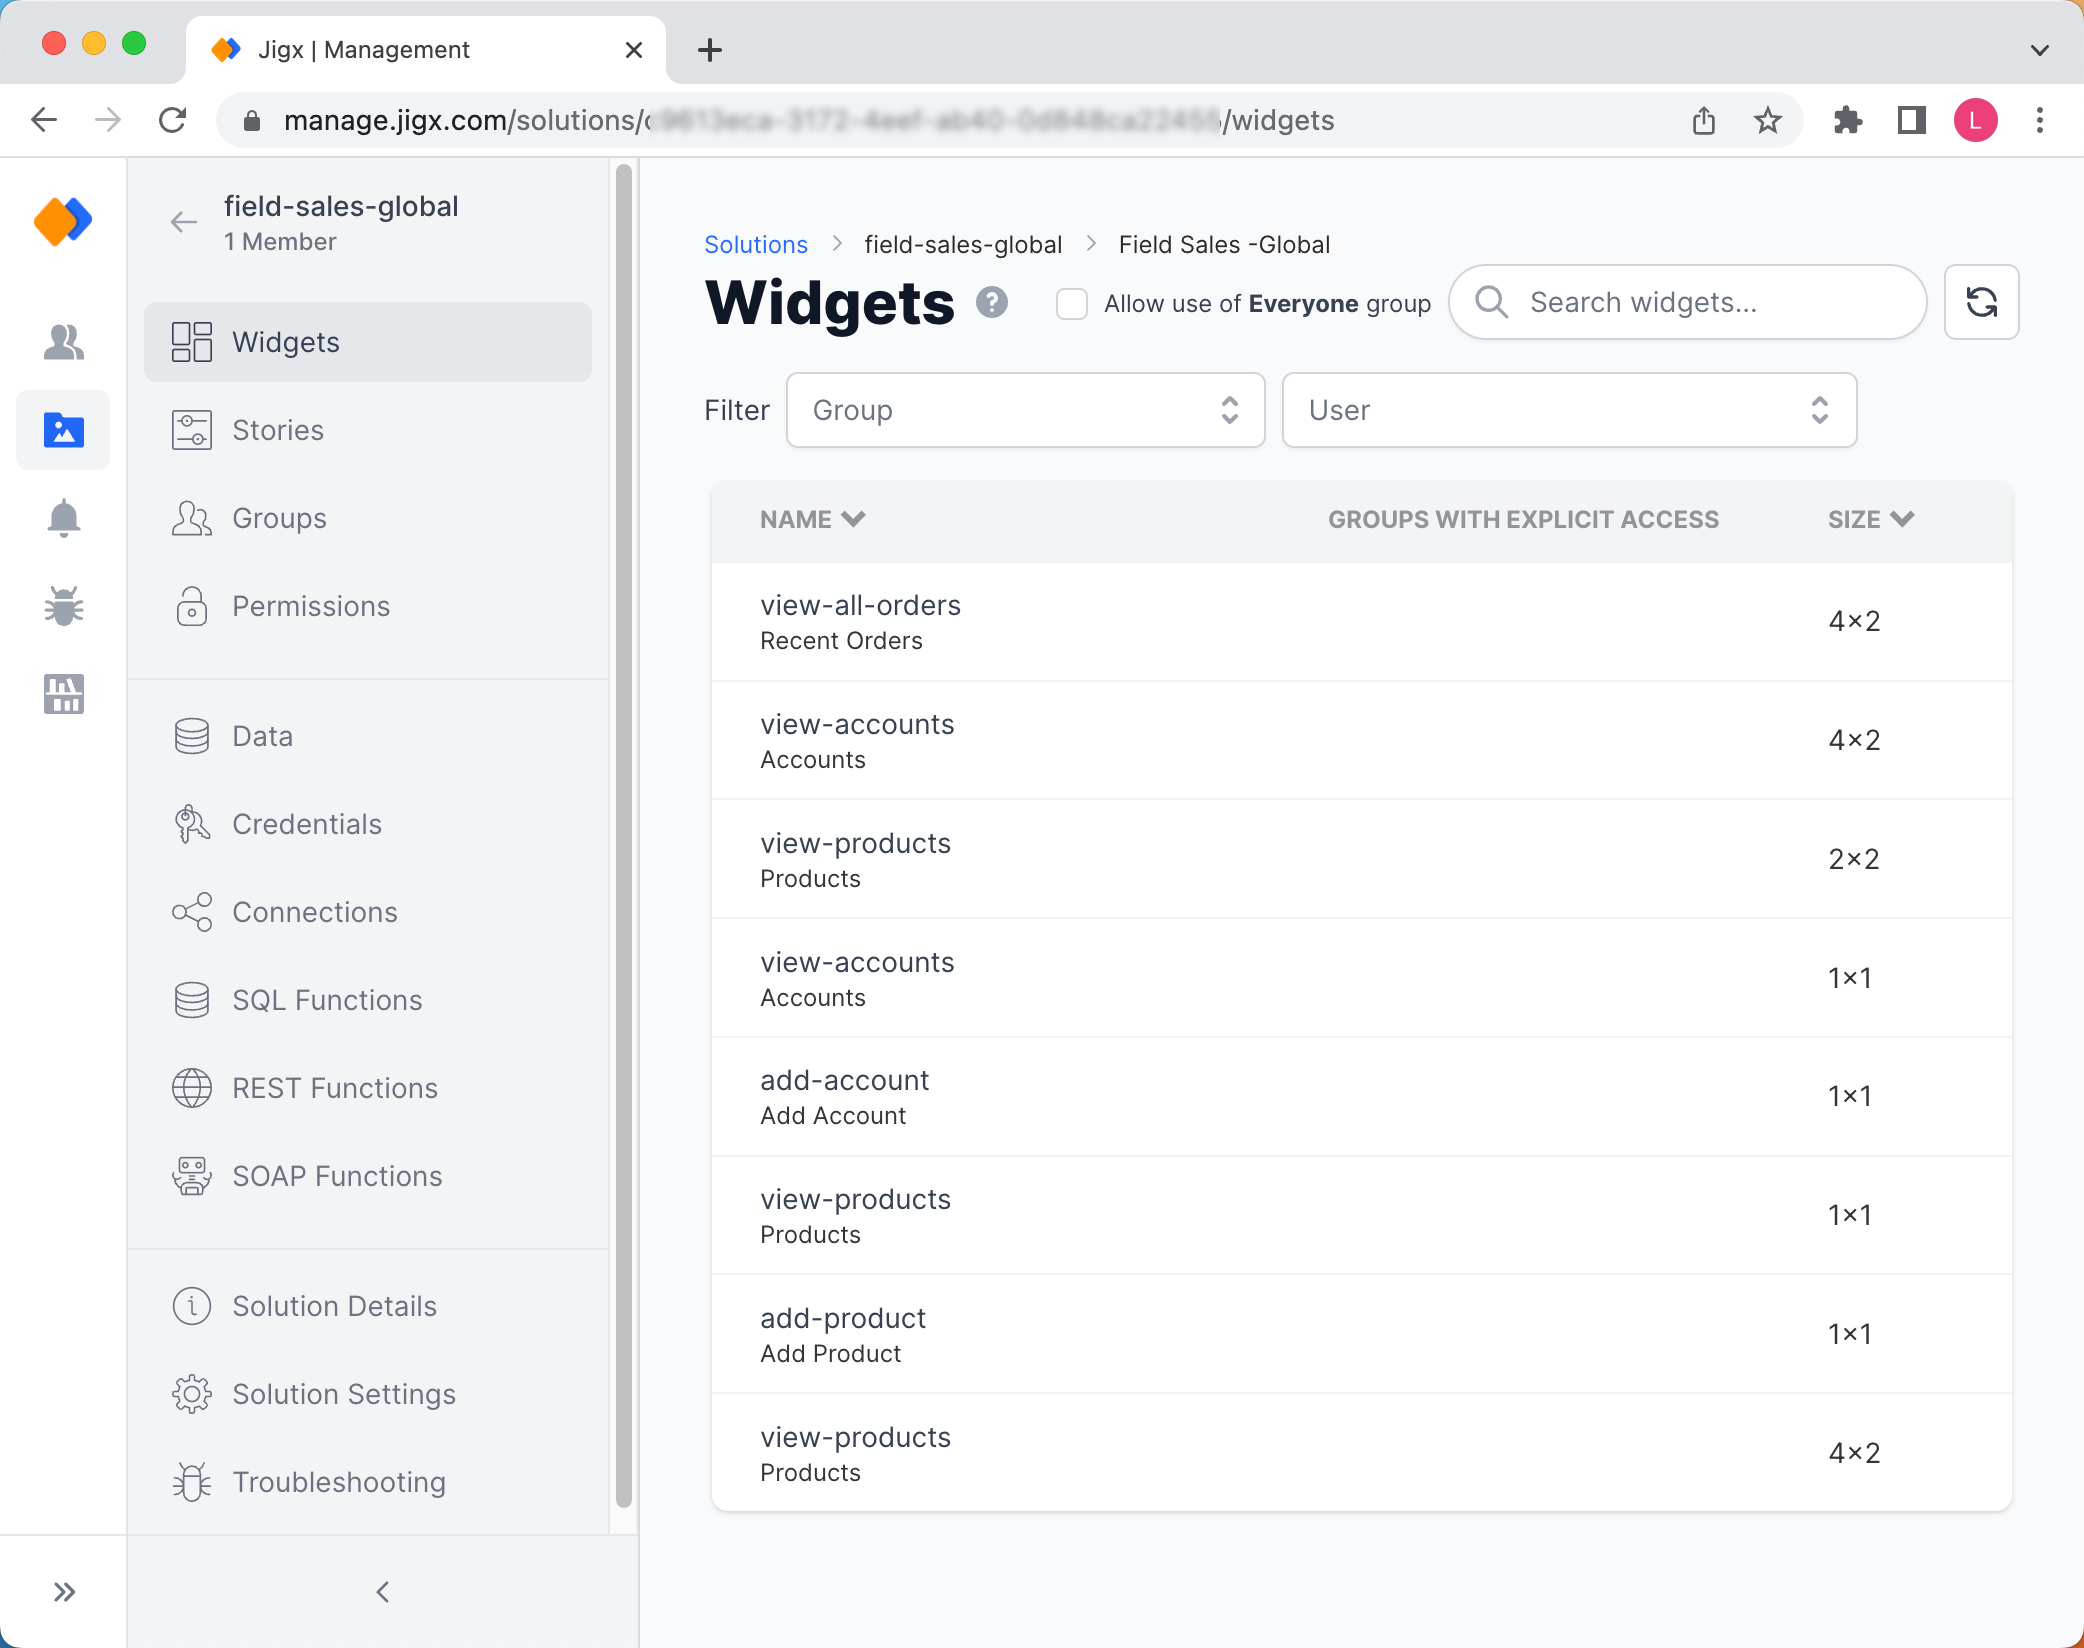 Jigx | Management
manage.jigx.com/solutions/ /widgets
L
field-sales-global
1 Member
Widgets
Stories
Groups
Permissions
Data
Credentials
Connections
SQL Functions
REST Functions
SOAP Functions
Solution Details
Solution Settings
Troubleshooting
Solutions > field-sales-global > Field Sales -Global
Widgets ? Allow use of Everyone group Search widgets...
Filter Group User
NAME GROUPS WITH EXPLICIT ACCESS SIZE
view-all-orders
Recent Orders
4×2
view-accounts
Accounts
4×2
view-products
Products
2×2
view-accounts
Accounts
1×1
add-account
Add Account
1×1
view-products
Products
1×1
add-product
Add Product
1×1
view-products
Products
4×2